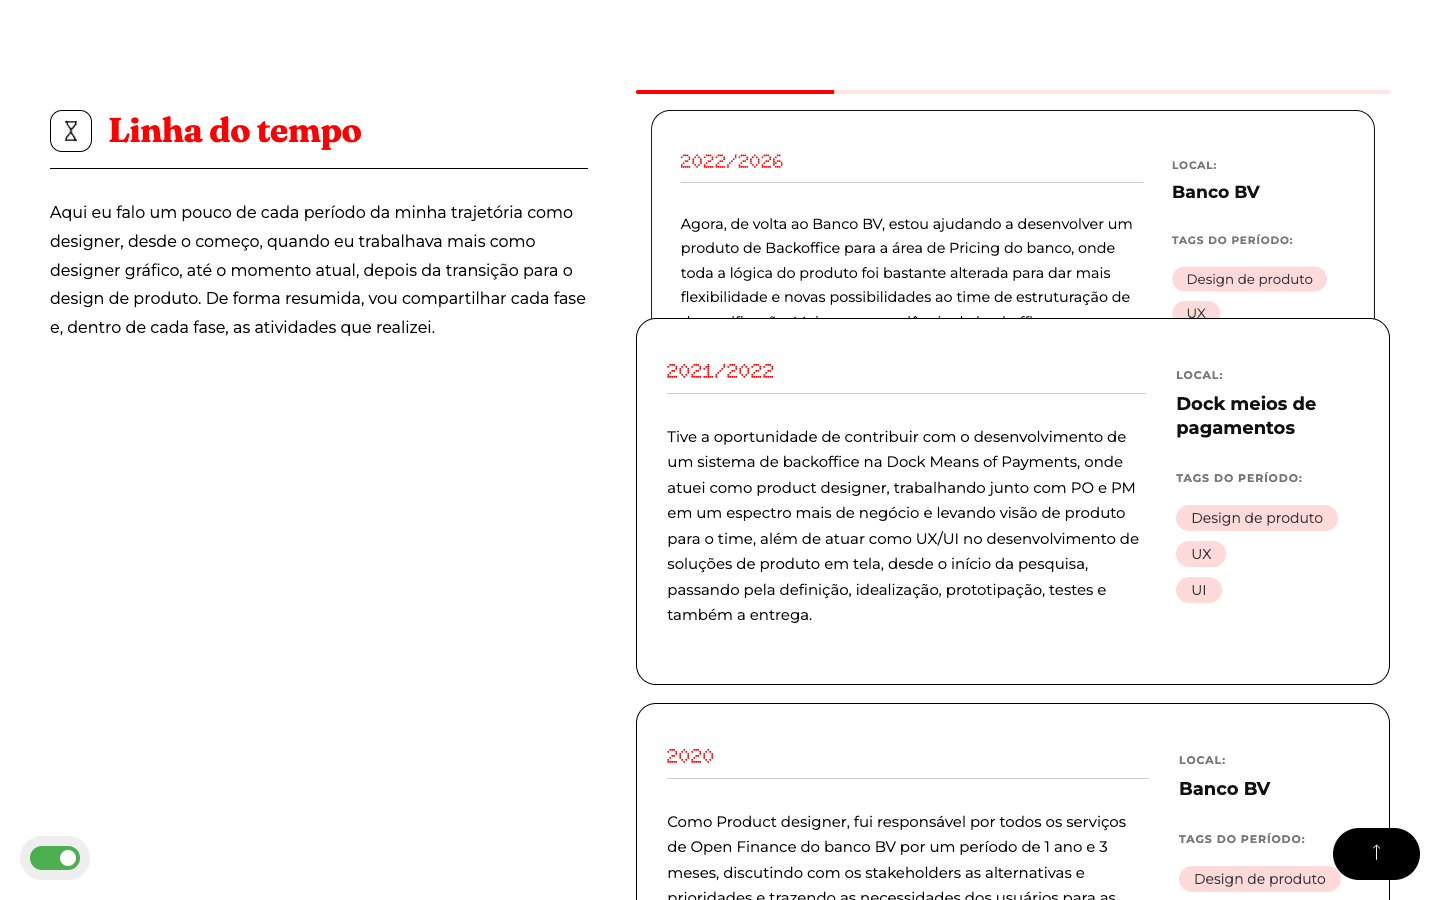 Linha do tempo
Aqui eu falo um pouco de cada período da minha trajetória como
designer, desde o começo, quando eu trabalhava mais como
designer gráfico, até o momento atual, depois da transição para o
design de produto. De forma resumida, vou compartilhar cada fase
e, dentro de cada fase, as atividades que realizei.
2022/2026
Agora, de volta ao Banco BV, estou ajudando a desenvolver um
produto de Backoffice para a área de Pricing do banco, onde
toda a lógica do produto foi bastante alterada para dar mais
flexibilidade e novas possibilidades ao time de estruturação de
LOCAL:
Banco BV
TAGS DO PERÍODO:
Design de produto
UX
2021/2022
Tive a oportunidade de contribuir com o desenvolvimento de
um sistema de backoffice na Dock Means of Payments, onde
atuei como product designer, trabalhando junto com PO e PM
em um espectro mais de negócio e levando visão de produto
para o time, além de atuar como UX/UI no desenvolvimento de
soluções de produto em tela, desde o início da pesquisa,
passando pela definição, idealização, prototipação, testes e
também a entrega.
LOCAL:
Dock meios de
pagamentos
TAGS DO PERÍODO:
Design de produto
UX
UI
2020
Como Product designer, fui responsável por todos os serviços
de Open Finance do banco BV por um período de 1 ano e 3
meses, discutindo com os stakeholders as alternativas e
prioridades e trazendo as necessidades dos usuários para as
LOCAL:
Banco BV
TAGS DO PERÍODO:
Design de produto
↑